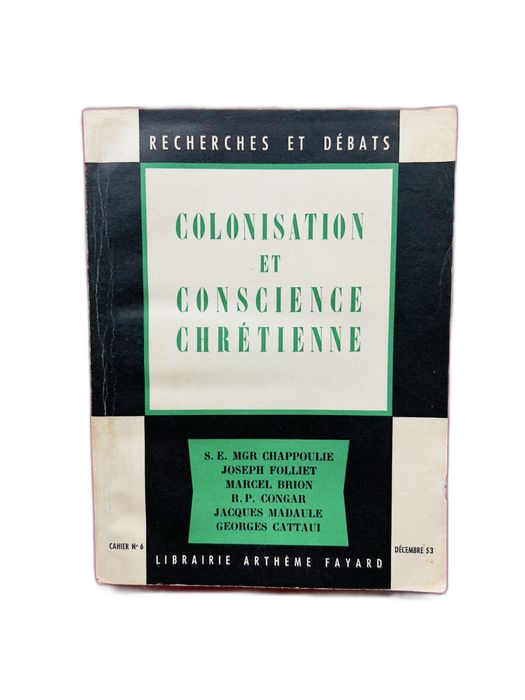 RECHERCHES ET DÉBATS
COLONISATION
ET
CONSCIENCE
CHRÉTIENNE
S. E. MGR CHAPPOULIE
JOSEPH FOLLIET
MARCEL BRION
R. P. CONGAR
JACQUES MADAULE
GEORGES CATTAUI
CAHIER Nº 6
DÉCEMBRE 53
LIBRAIRIE ARTHÈME FAYARD